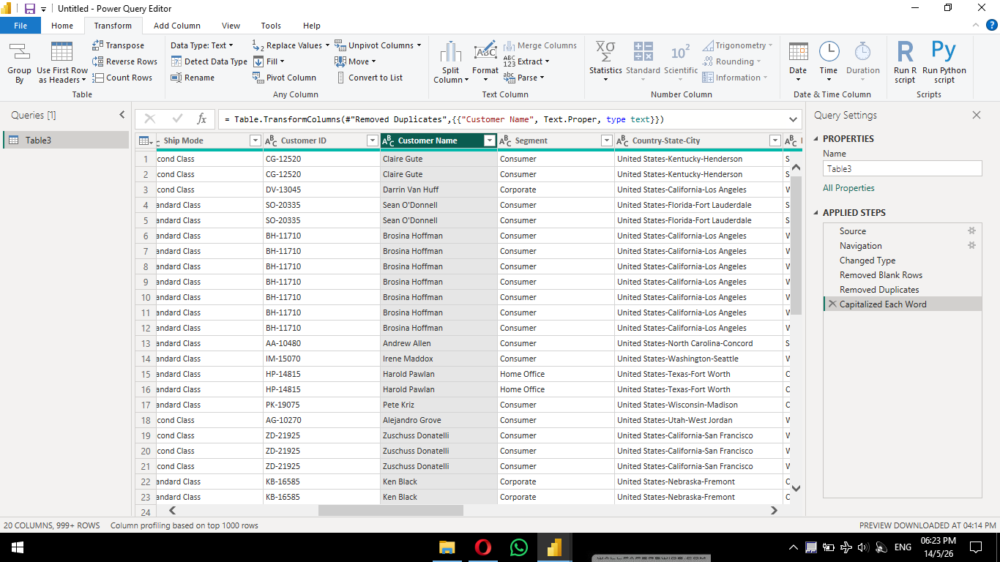 Untitled - Power Query Editor
File Home Transform Add Column View Tools Help
Group By
Use First Row as Headers
Transpose
Reverse Rows
Count Rows
Table
Data Type: Text
Detect Data Type
Rename
Replace Values
Fill
Pivot Column
Unpivot Columns
Move
Convert to List
Any Column
Split Column
Format
Merge Columns
Extract
Parse
Text Column
Statistics
Standard
Scientific
Trigonometry
Rounding
Information
Number Column
Date
Time
Duration
Date & Time Column
Run R script
Run Python script
Scripts
Queries [1]
Table3
= Table.TransformColumns(#"Removed Duplicates",{{"Customer Name", Text.Proper, type text}})
Ship Mode Customer ID Customer Name Segment Country-State-City
1 cond Class CG-12520 Claire Gute Consumer United States-Kentucky-Henderson
2 cond Class CG-12520 Claire Gute Consumer United States-Kentucky-Henderson
3 cond Class DV-13045 Darrin Van Huff Corporate United States-California-Los Angeles
4 andard Class SO-20335 Sean O'Donnell Consumer United States-Florida-Fort Lauderdale
5 andard Class SO-20335 Sean O'Donnell Consumer United States-Florida-Fort Lauderdale
6 andard Class BH-11710 Brosina Hoffman Consumer United States-California-Los Angeles
7 andard Class BH-11710 Brosina Hoffman Consumer United States-California-Los Angeles
8 andard Class BH-11710 Brosina Hoffman Consumer United States-California-Los Angeles
9 andard Class BH-11710 Brosina Hoffman Consumer United States-California-Los Angeles
10 andard Class BH-11710 Brosina Hoffman Consumer United States-California-Los Angeles
11 andard Class BH-11710 Brosina Hoffman Consumer United States-California-Los Angeles
12 andard Class BH-11710 Brosina Hoffman Consumer United States-California-Los Angeles
13 andard Class AA-10480 Andrew Allen Consumer United States-North Carolina-Concord
14 andard Class IM-15070 Irene Maddox Consumer United States-Washington-Seattle
15 andard Class HP-14815 Harold Pawlan Home Office United States-Texas-Fort Worth
16 andard Class HP-14815 Harold Pawlan Home Office United States-Texas-Fort Worth
17 andard Class PK-19075 Pete Kriz Consumer United States-Wisconsin-Madison
18 cond Class AG-10270 Alejandro Grove Consumer United States-Utah-West Jordan
19 cond Class ZD-21925 Zuschuss Donatelli Consumer United States-California-San Francisco
20 cond Class ZD-21925 Zuschuss Donatelli Consumer United States-California-San Francisco
21 cond Class ZD-21925 Zuschuss Donatelli Consumer United States-California-San Francisco
22 andard Class KB-16585 Ken Black Corporate United States-Nebraska-Fremont
23 andard Class KB-16585 Ken Black Corporate United States-Nebraska-Fremont
24
Query Settings
PROPERTIES
Name
Table3
All Properties
APPLIED STEPS
Source
Navigation
Changed Type
Removed Blank Rows
Removed Duplicates
Capitalized Each Word
20 COLUMNS, 999+ ROWS Column profiling based on top 1000 rows
PREVIEW DOWNLOADED AT 04:14 PM
ENG
06:23 PM
14/5/26